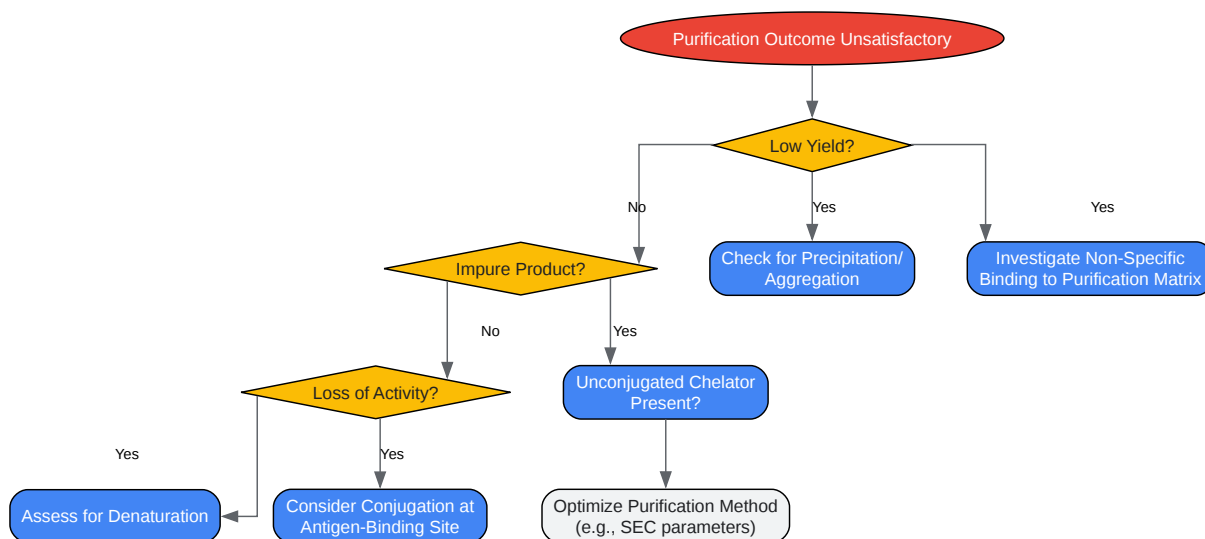 Purification Outcome Unsatisfactory
Low Yield?
No
Yes
Yes
Impure Product?
Check for Precipitation/
Aggregation
Investigate Non-Specific
Binding to Purification Matrix
No
Yes
Loss of Activity?
Unconjugated Chelator
Present?
Yes
Yes
Assess for Denaturation
Consider Conjugation at
Antigen-Binding Site
Optimize Purification Method
(e.g., SEC parameters)